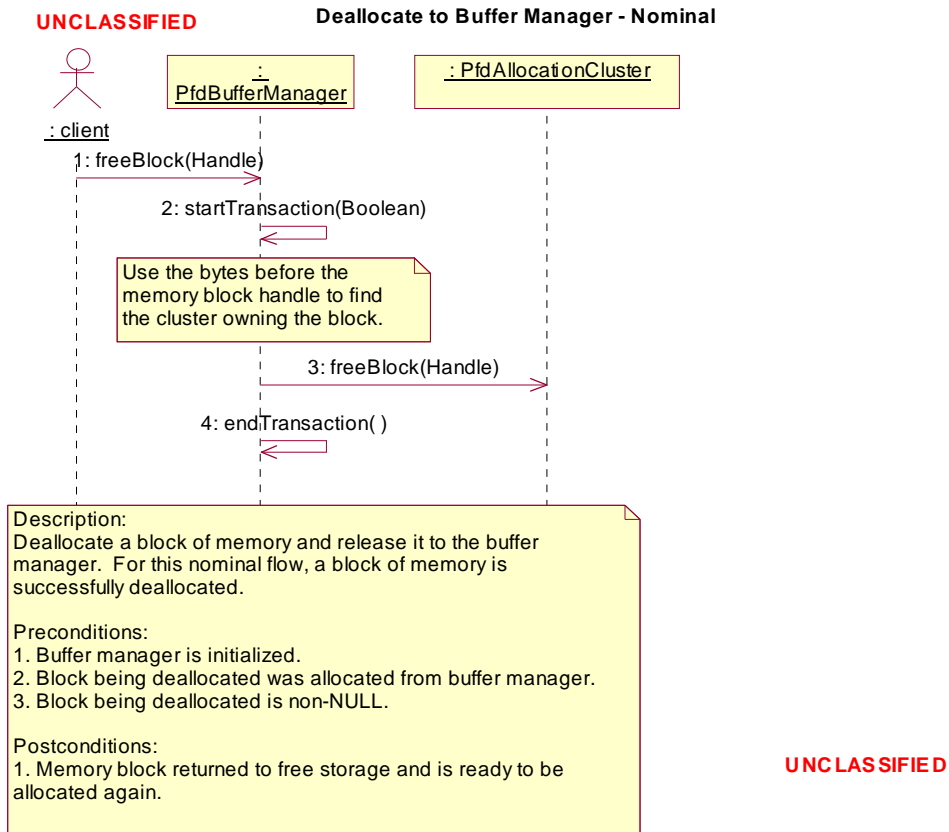 UNCLASSIFIED
Deallocate to Buffer Manager - Nominal
:
PfdBufferManager
: PfdAllocationCluster
: client
1: freeBlock(Handle)
2: startTransaction(Boolean)
Use the bytes before the
memory block handle to find
the cluster owning the block.
3: freeBlock(Handle)
4: endTransaction( )
Description:
Deallocate a block of memory and release it to the buffer
manager.  For this nominal flow, a block of memory is
successfully deallocated.
Preconditions:
1. Buffer manager is initialized.
2. Block being deallocated was allocated from buffer manager.
3. Block being deallocated is non-NULL.
Postconditions:
1. Memory block returned to free storage and is ready to be
allocated again.
UNCLASSIFIED